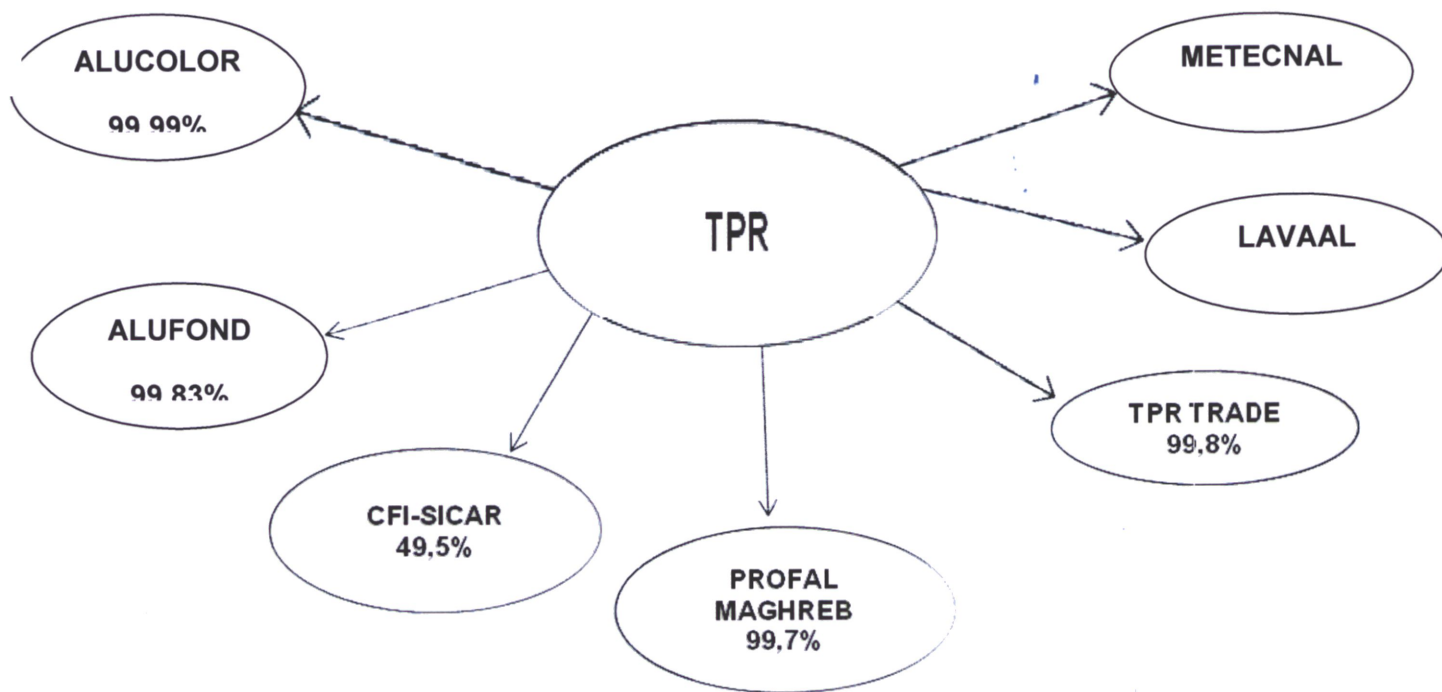 ALUCOLOR
99.99%
METECNAL
TPR
LAVAAL
ALUFOND
99.83%
TPR TRADE
99,8%
CFI-SICAR
49,5%
PROFAL
MAGHREB
99,7%